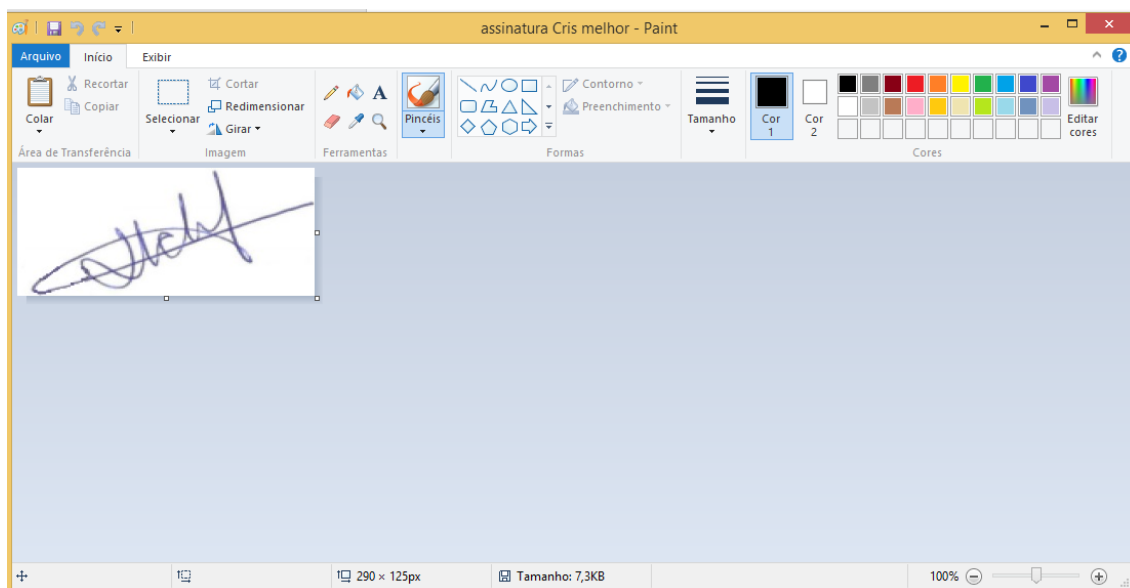 assinatura Cris melhor - Paint
Arquivo Início Exibir
Colar
Recortar
Copiar
Área de Transferência
Selecionar
Cortar
Redimensionar
Girar
Imagem
A
Ferramentas
Pincéis
Contorno
Preenchimento
Formas
Tamanho
Cor 1
Cor 2
Editar cores
Cores
290 × 125px
Tamanho: 7,3KB
100%